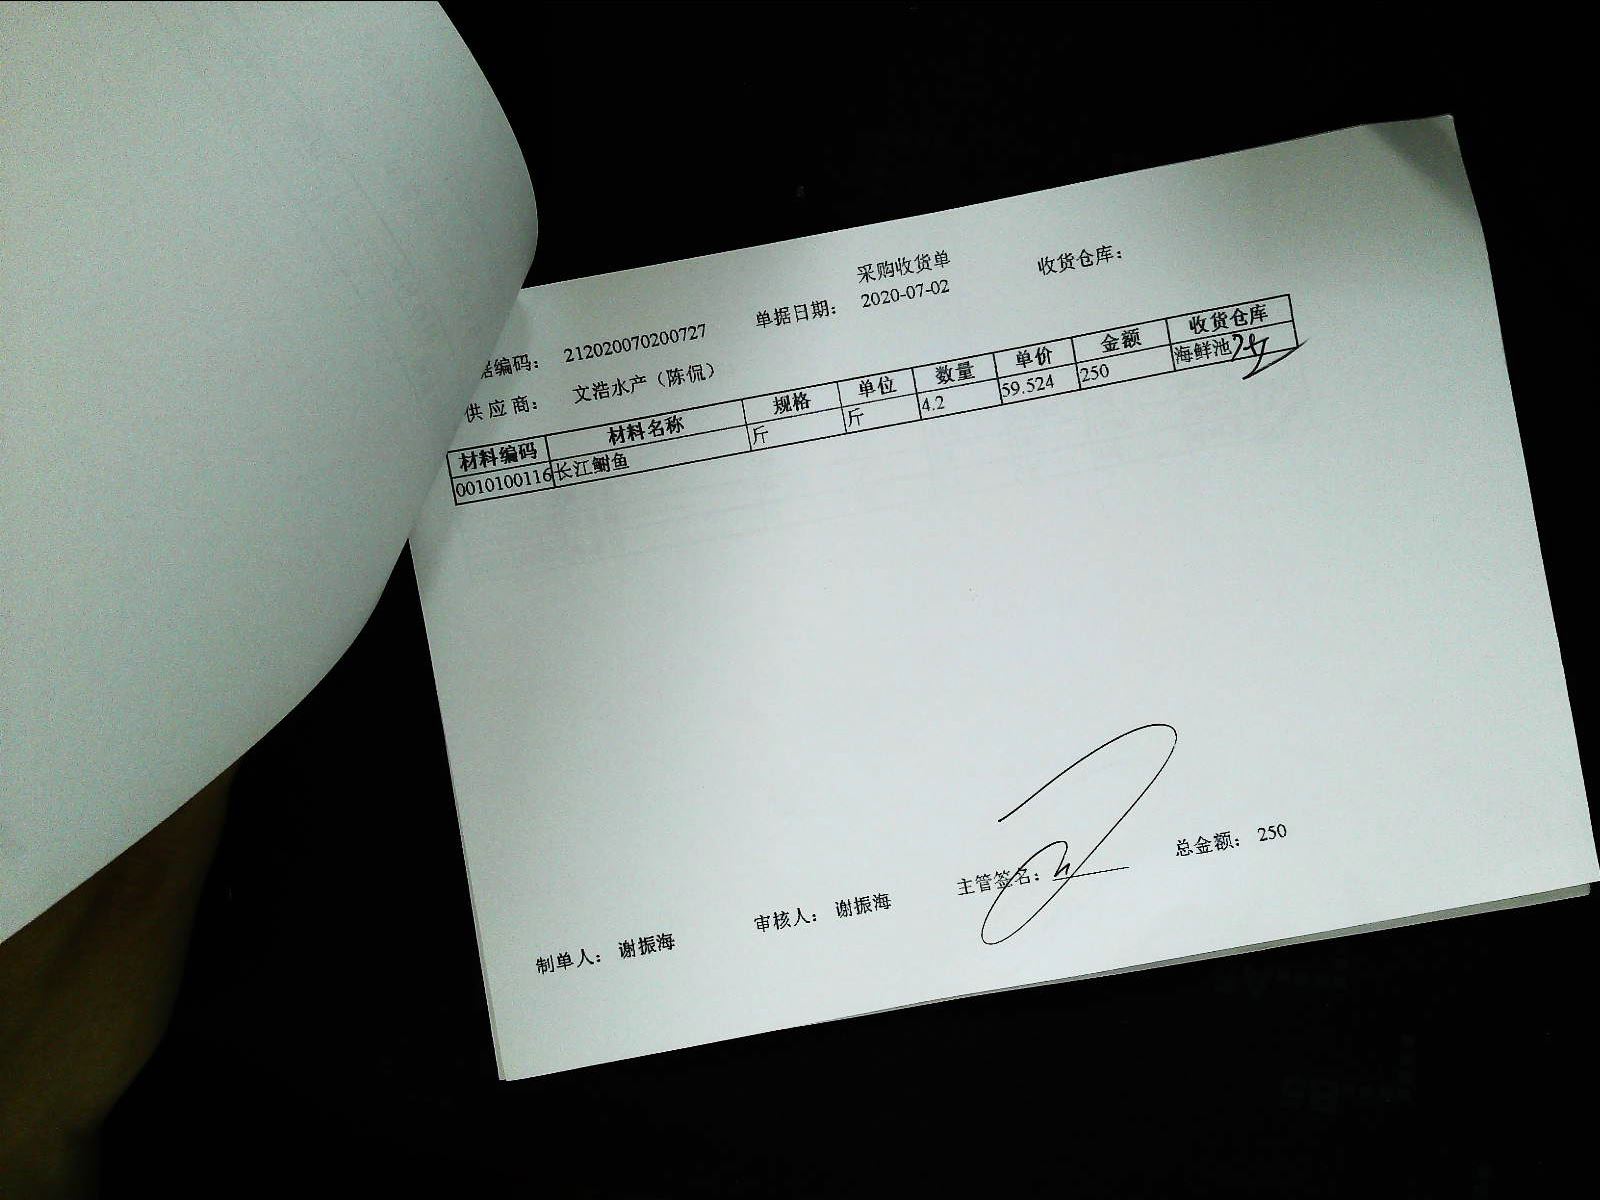 采购收货单
据编码： 212020070200727 单据日期： 2020-07-02 收货仓库：
供应商： 文浩水产（陈侃）
材料编码 材料名称 规格 单位 数量 单价 金额 收货仓库
0010100116 长江鲥鱼 斤 斤 4.2 59.524 250 海鲜池
制单人： 谢振海 审核人： 谢振海 主管签名： 总金额： 250